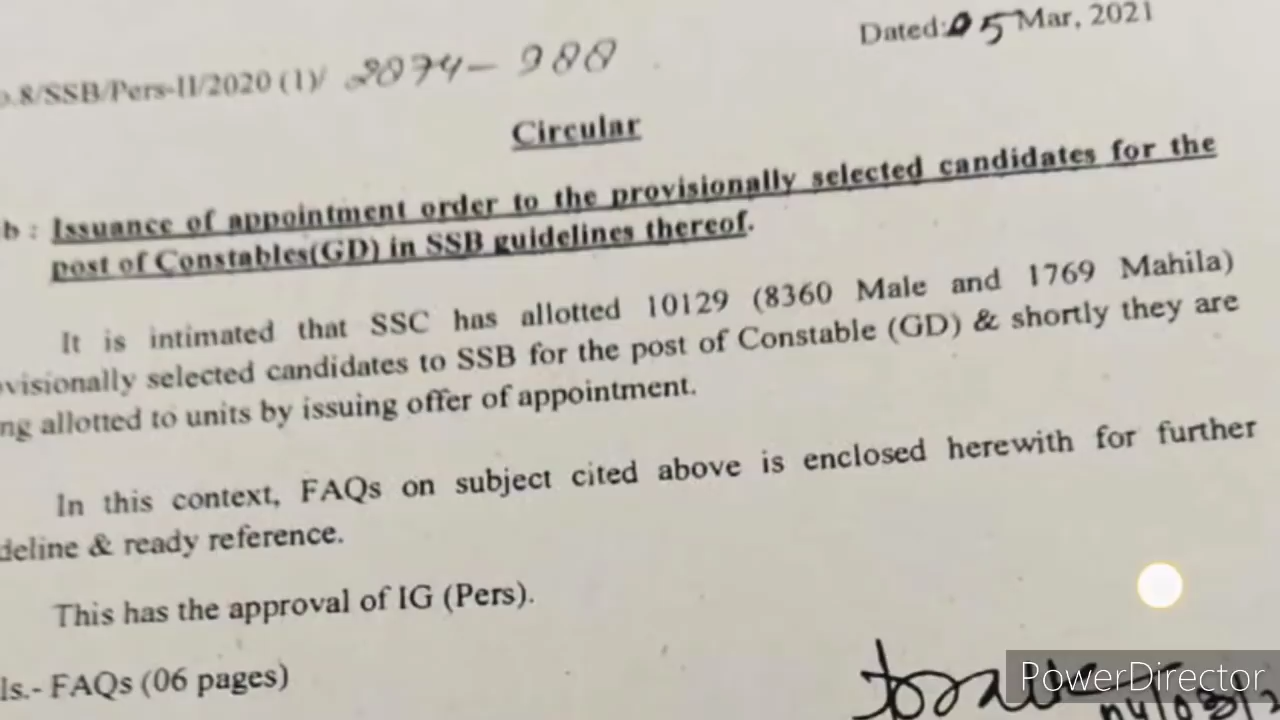 Dated: 05 Mar, 2021
.8/SSB/Pers-II/2020 (1)/ 2874- 988
Circular
b : Issuance of appointment order to the provisionally selected candidates for the
post of Constables(GD) in SSB guidelines thereof.
It is intimated that SSC has allotted 10129 (8360 Male and 1769 Mahila)
visionally selected candidates to SSB for the post of Constable (GD) & shortly they are
ng allotted to units by issuing offer of appointment.
In this context, FAQs on subject cited above is enclosed herewith for further
deline & ready reference.
This has the approval of IG (Pers).
ls.- FAQs (06 pages)
PowerDirector